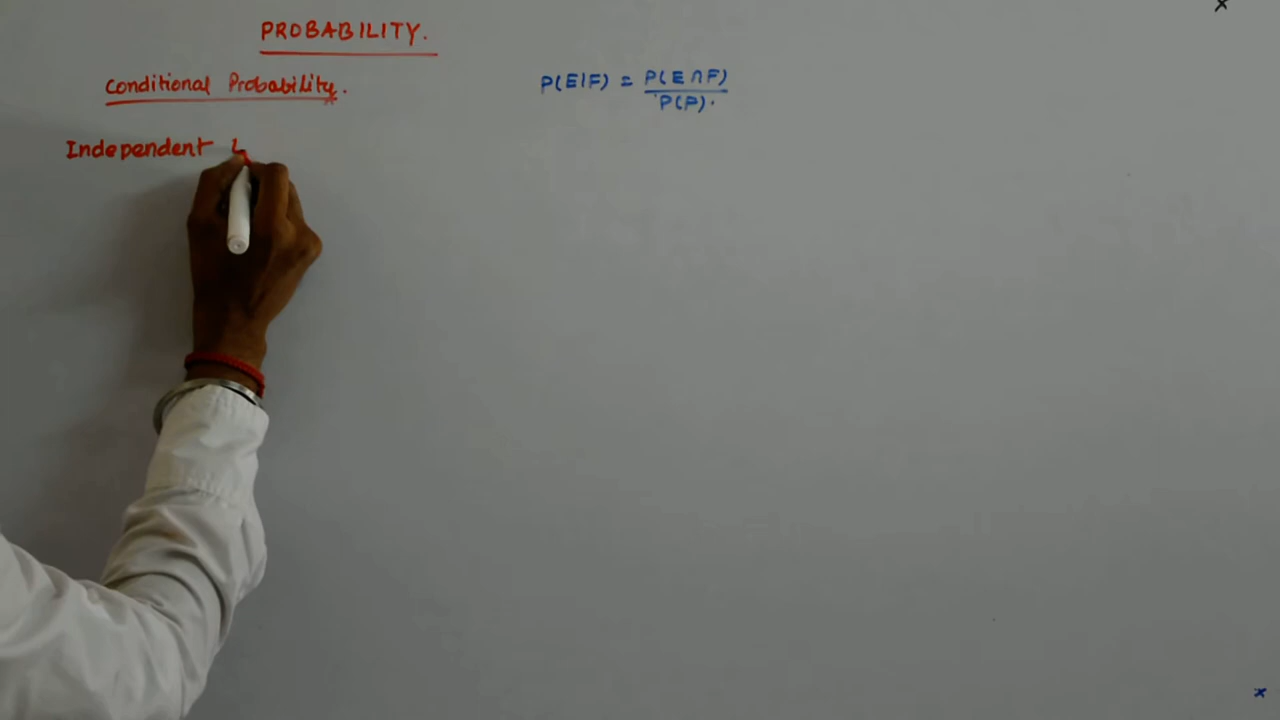 PROBABILITY.
Conditional Probability.
P(E|F) = P(E∩F)
P(P).
Independent
x
x